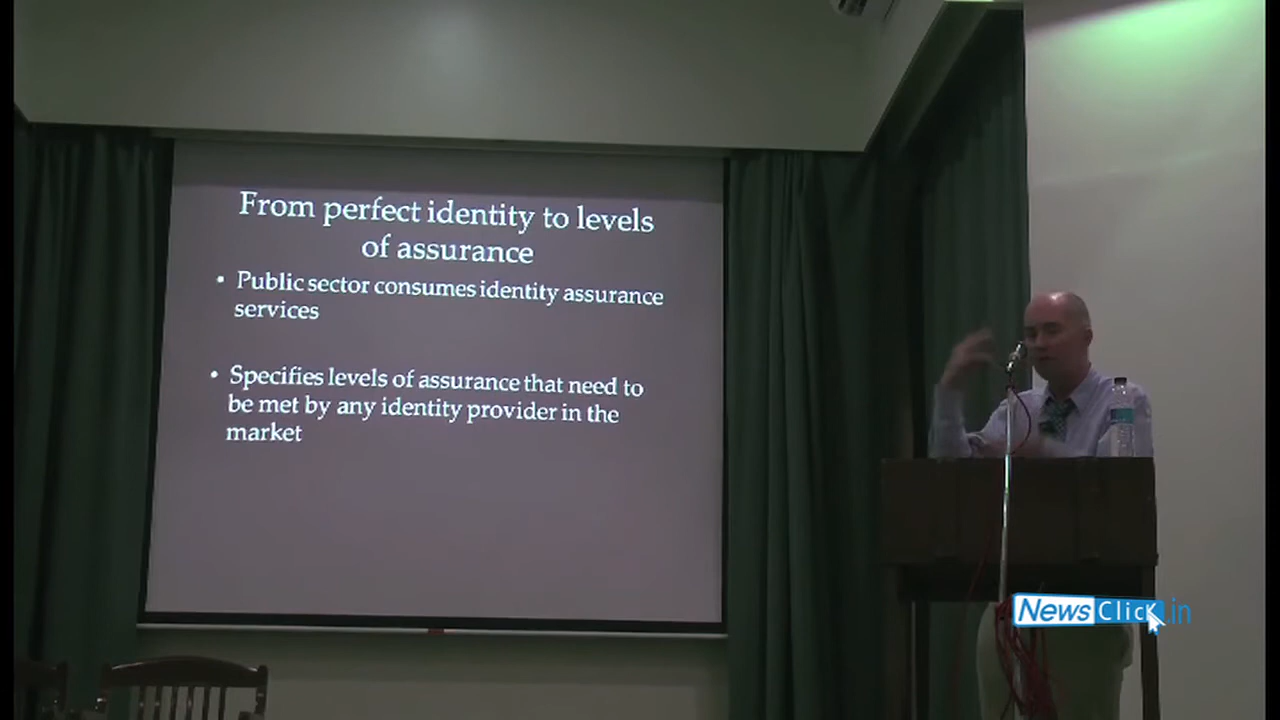 From perfect identity to levels
of assurance
• Public sector consumes identity assurance
services
• Specifies levels of assurance that need to
be met by any identity provider in the
market
NewsClick.in